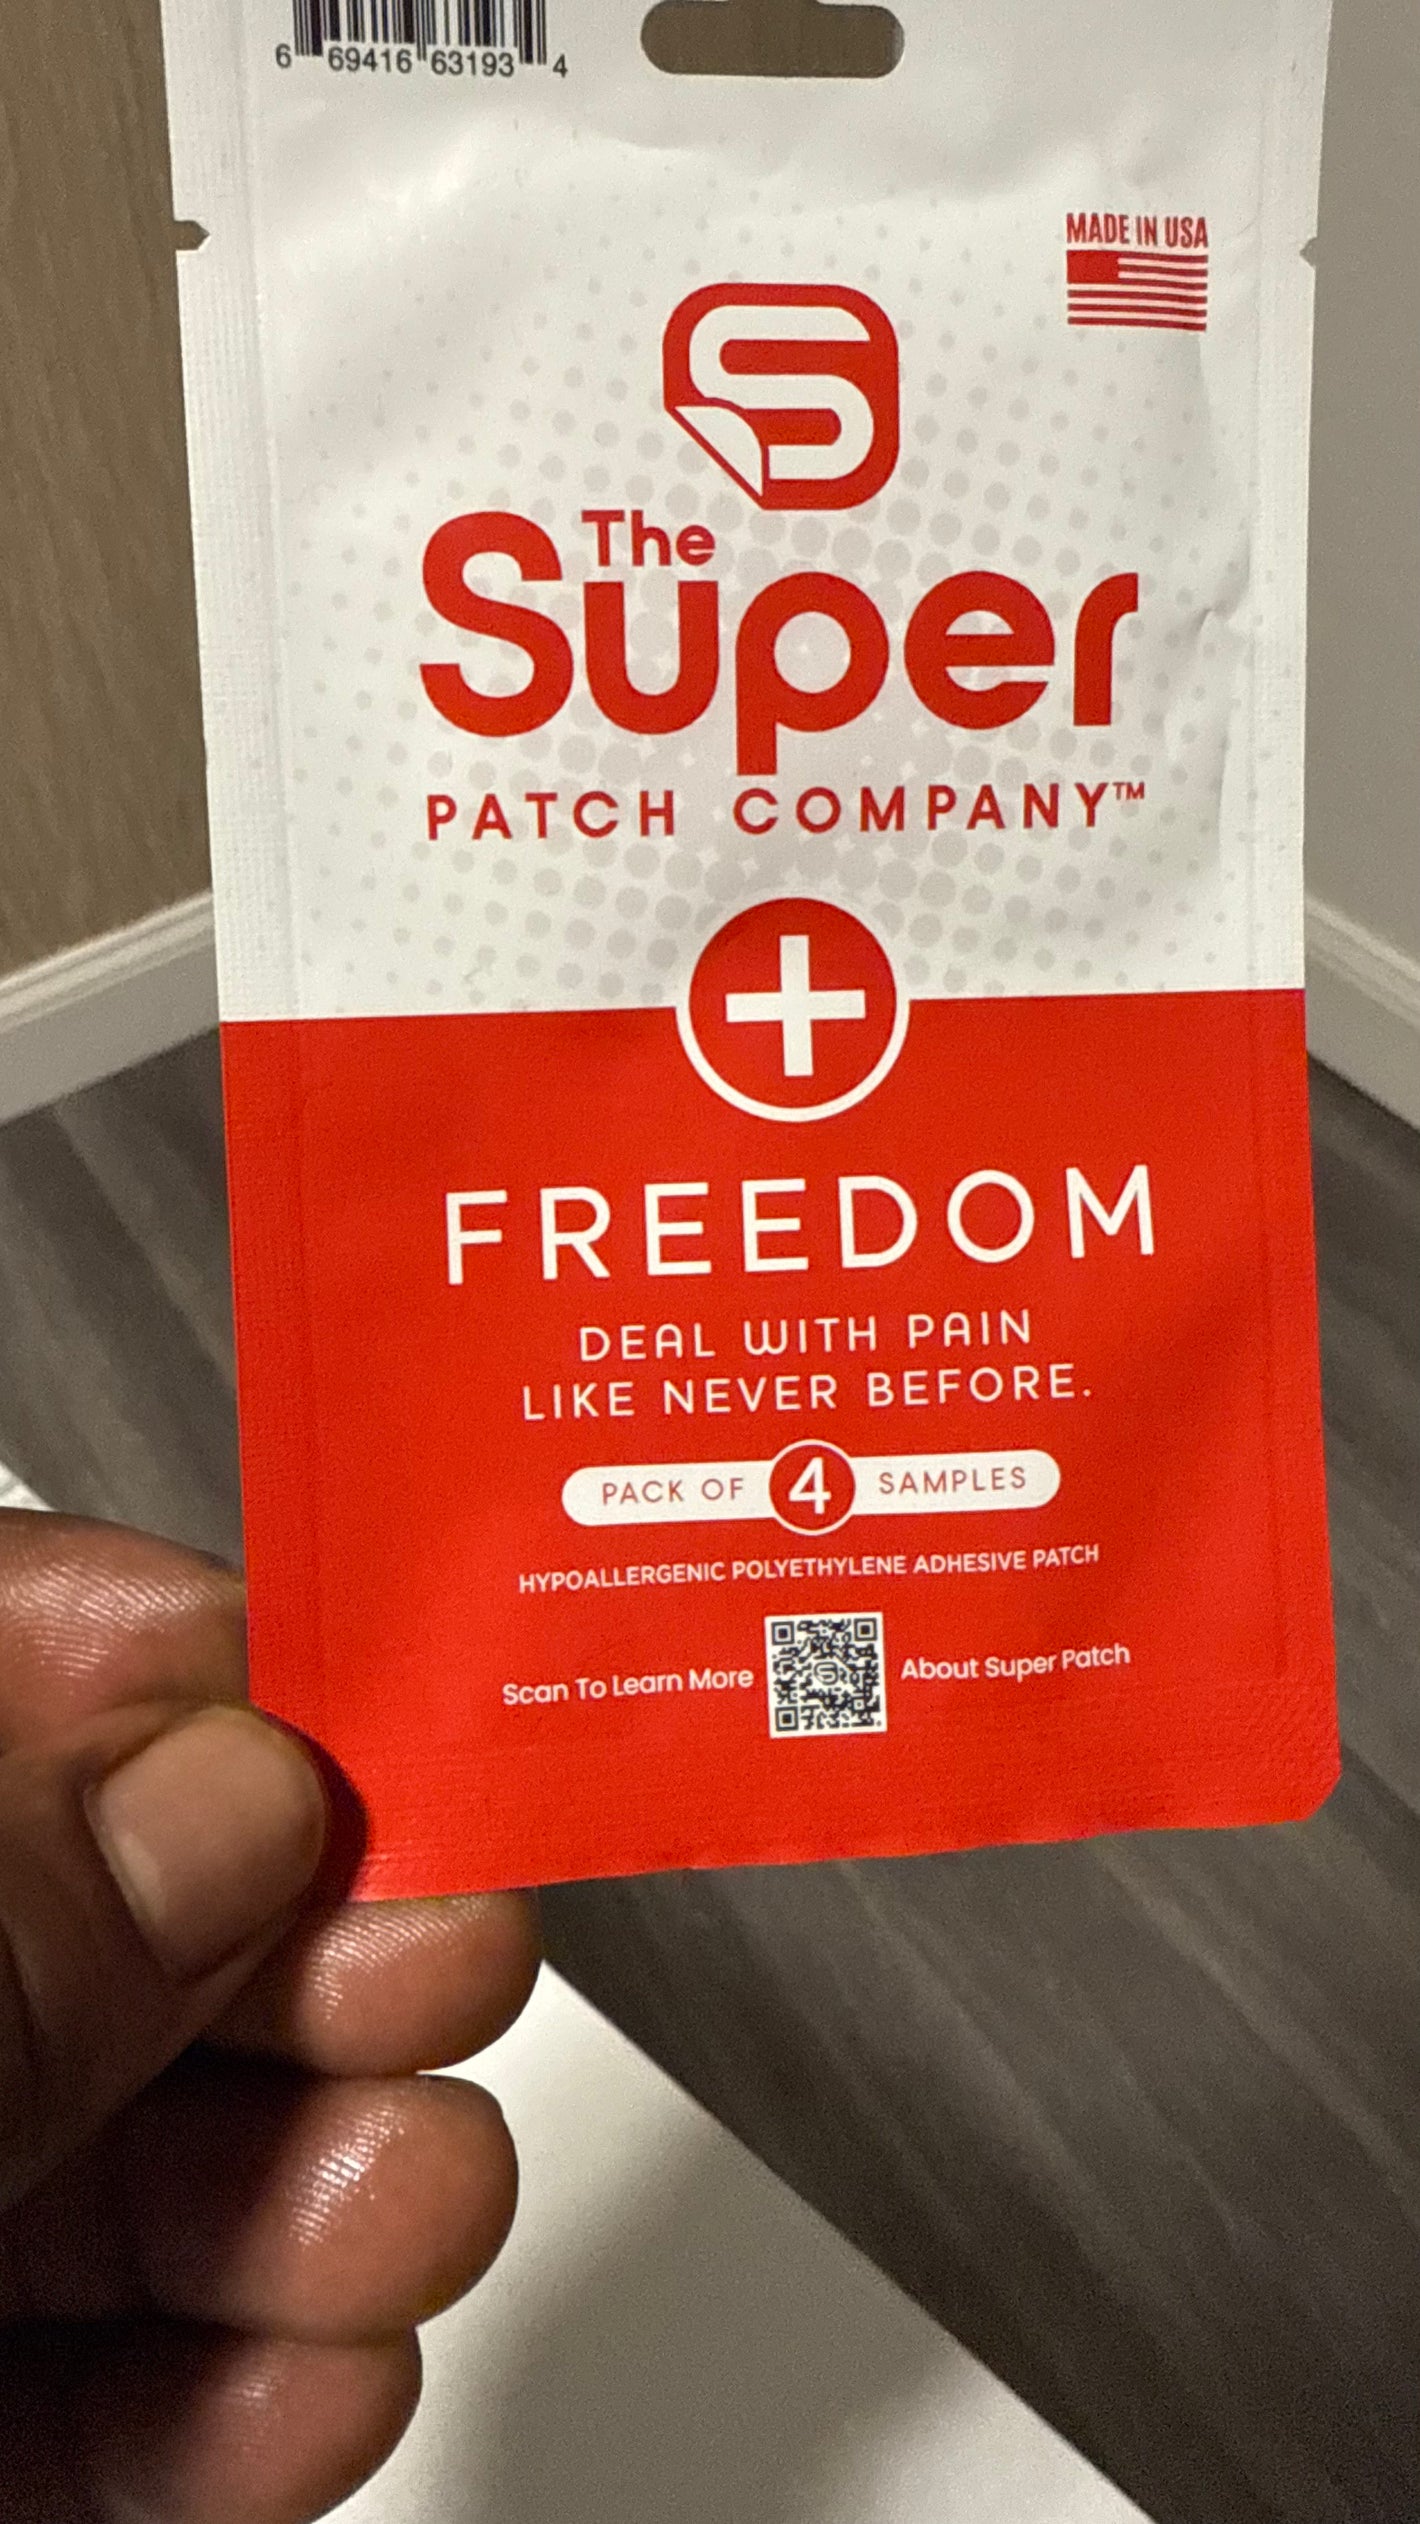 6 69416 63193 4
MADE IN USA
The
Super
PATCH COMPANY™
FREEDOM
DEAL WITH PAIN
LIKE NEVER BEFORE.
PACK OF 4 SAMPLES
HYPOALLERGENIC POLYETHYLENE ADHESIVE PATCH
Scan To Learn More About Super Patch